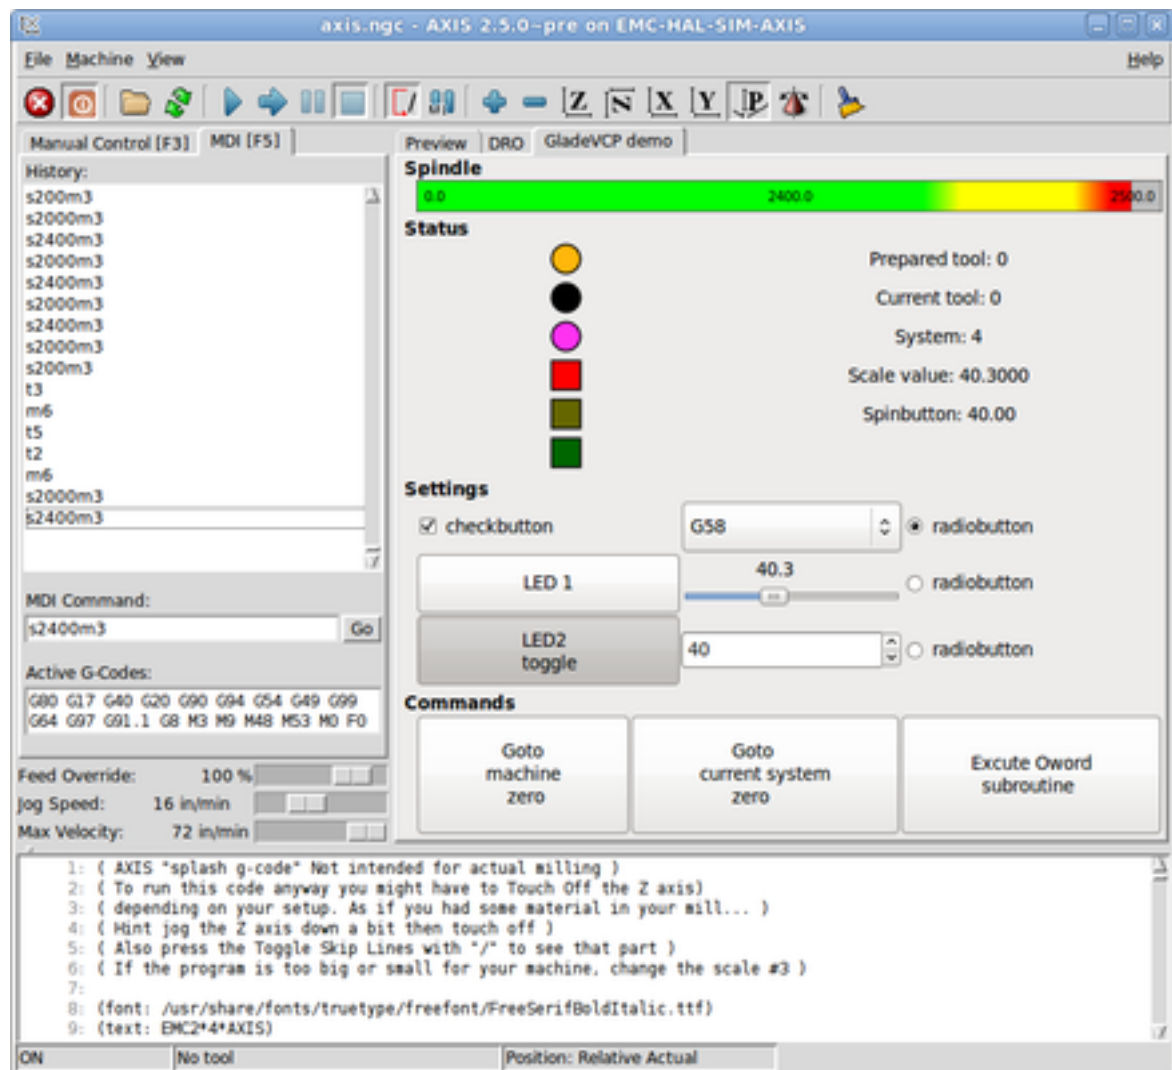 axis.ngc - AXIS 2.5.0~pre on EMC-HAL-SIM-AXIS
File Machine View Help
Z N X Y P
Manual Control [F3] MDI [F5]
Preview DRO GladeVCP demo
History:
s200m3
s2000m3
s2400m3
s2000m3
s2400m3
s2000m3
s2400m3
s2000m3
s200m3
t3
m6
t5
t2
m6
s2000m3
s2400m3
MDI Command:
s2400m3 Go
Active G-Codes:
G80 G17 G40 G20 G90 G94 G54 G49 G99
G64 G97 G91.1 G8 M3 M9 M48 M53 M0 F0
Feed Override: 100 %
Jog Speed: 16 in/min
Max Velocity: 72 in/min
Spindle
0.0 2400.0 2500.0
Status
Prepared tool: 0
Current tool: 0
System: 4
Scale value: 40.3000
Spinbutton: 40.00
Settings
checkbutton G58 radiobutton
LED 1 40.3 radiobutton
LED2
toggle
40 radiobutton
Commands
Goto
machine
zero
Goto
current system
zero
Excute Oword
subroutine
1: ( AXIS "splash g-code" Not intended for actual milling )
2: ( To run this code anyway you might have to Touch Off the Z axis)
3: ( depending on your setup. As if you had some material in your mill... )
4: ( Hint jog the Z axis down a bit then touch off )
5: ( Also press the Toggle Skip Lines with "/" to see that part )
6: ( If the program is too big or small for your machine, change the scale #3 )
7:
8: (font: /usr/share/fonts/truetype/freefont/FreeSerifBoldItalic.ttf)
9: (text: EMC2*4*AXIS)
ON No tool Position: Relative Actual